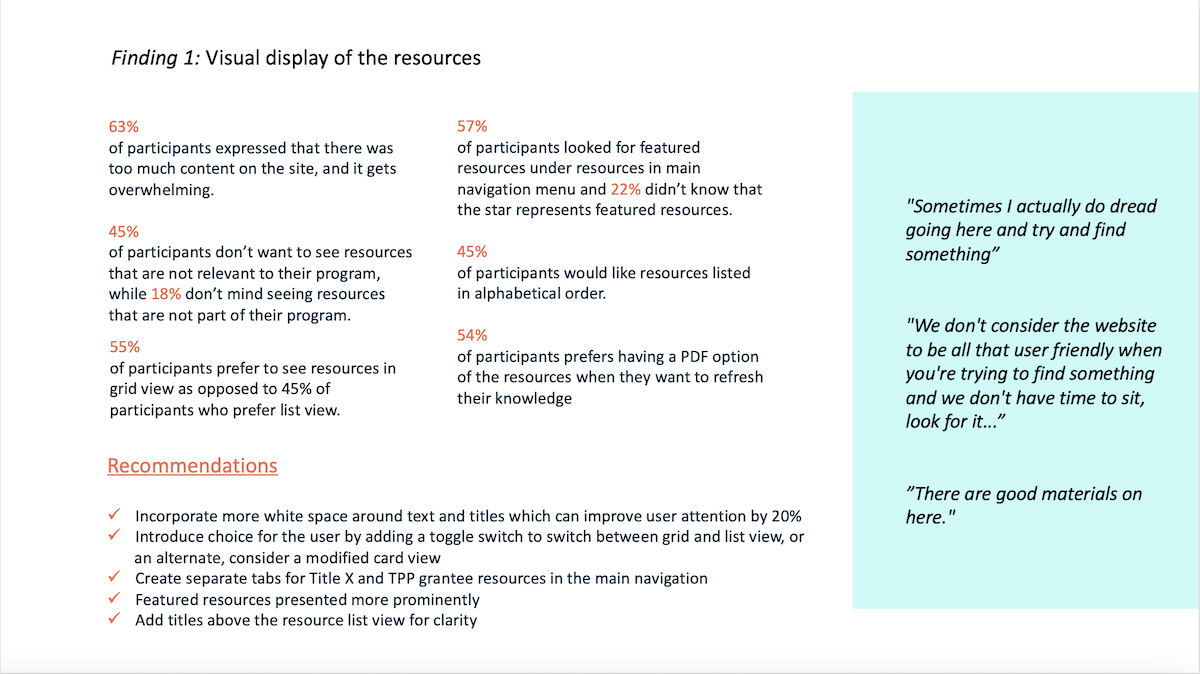 Finding 1: Visual display of the resources
63%
of participants expressed that there was
too much content on the site, and it gets
overwhelming.
45%
of participants don’t want to see resources
that are not relevant to their program,
while 18% don’t mind seeing resources
that are not part of their program.
55%
of participants prefer to see resources in
grid view as opposed to 45% of
participants who prefer list view.
57%
of participants looked for featured
resources under resources in main
navigation menu and 22% didn’t know that
the star represents featured resources.
45%
of participants would like resources listed
in alphabetical order.
54%
of participants prefers having a PDF option
of the resources when they want to refresh
their knowledge
Recommendations
✓ Incorporate more white space around text and titles which can improve user attention by 20%
✓ Introduce choice for the user by adding a toggle switch to switch between grid and list view, or
an alternate, consider a modified card view
✓ Create separate tabs for Title X and TPP grantee resources in the main navigation
✓ Featured resources presented more prominently
✓ Add titles above the resource list view for clarity
"Sometimes I actually do dread
going here and try and find
something”
"We don't consider the website
to be all that user friendly when
you're trying to find something
and we don't have time to sit,
look for it...”
”There are good materials on
here."